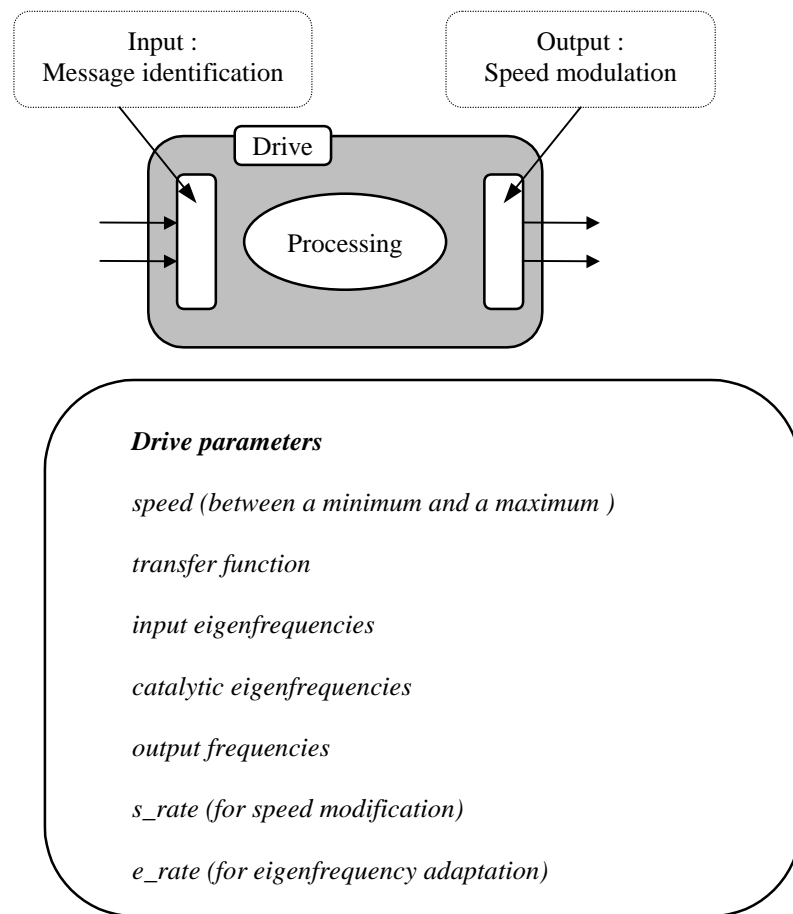 Input :
Message identification
Output :
Speed modulation
Drive
Processing
Drive parameters
speed (between a minimum and a maximum )
transfer function
input eigenfrequencies
catalytic eigenfrequencies
output frequencies
s_rate (for speed modification)
e_rate (for eigenfrequency adaptation)